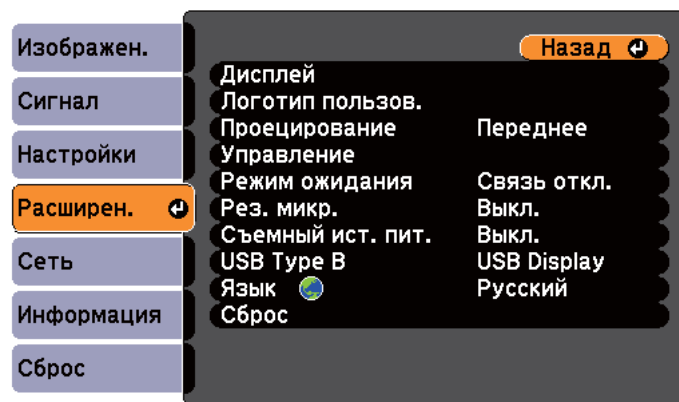 Изображен.
Сигнал
Настройки
Расширен.
Сеть
Информация
Сброс
Назад
Дисплей
Логотип пользов.
Проецирование Переднее
Управление
Режим ожидания Связь откл.
Рез. микр. Выкл.
Съемный ист. пит. Выкл.
USB Type B USB Display
Язык Русский
Сброс